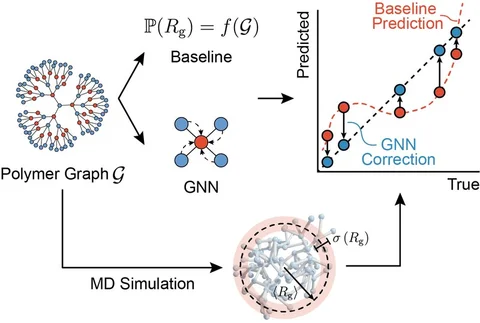 ℙ(R_g) = f(𝒢)
Baseline
Polymer Graph 𝒢
GNN
MD Simulation
σ(R_g)
⟨R_g⟩
Baseline
Prediction
Predicted
GNN
Correction
True